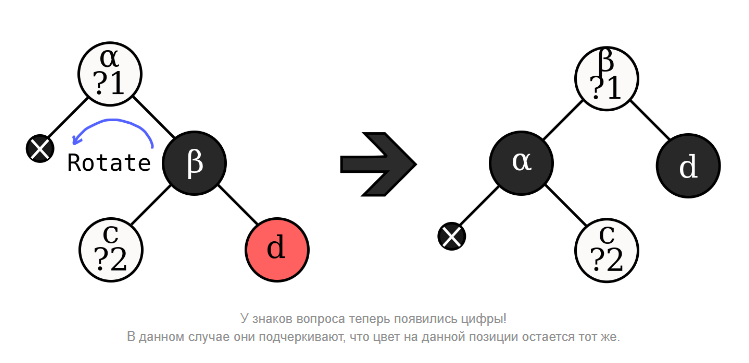 α
?1
Rotate
β
c
?2
d
β
?1
α
d
c
?2
У знаков вопроса теперь появились цифры!
В данном случае они подчеркивают, что цвет на данной позиции остается тот же.